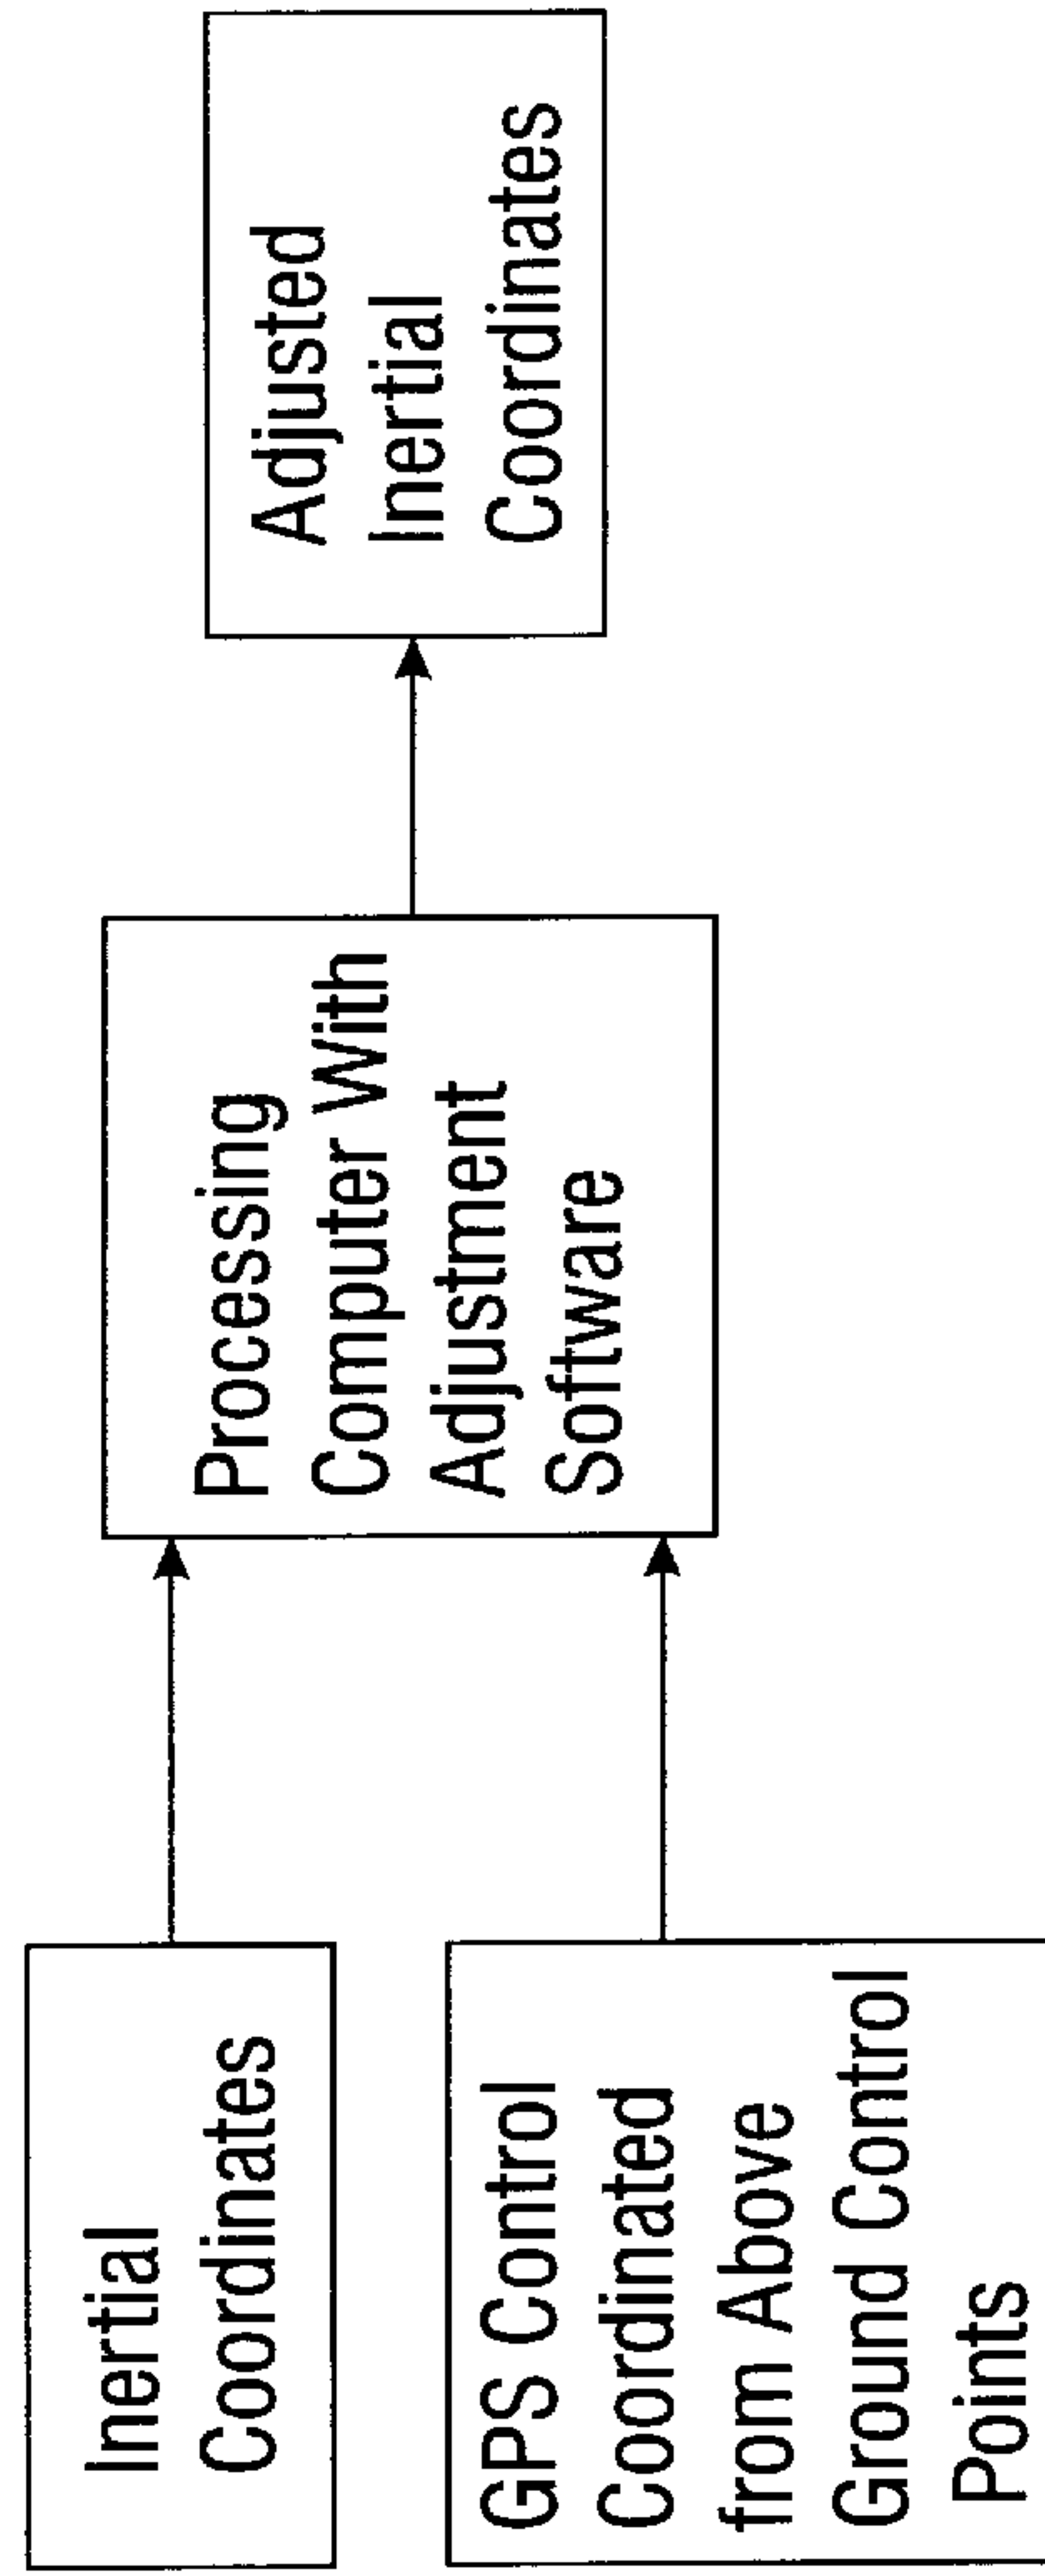 Inertial
Coordinates
GPS Control
Coordinated
from Above
Ground Control
Points
Processing
Computer With
Adjustment
Software
Adjusted
Inertial
Coordinates